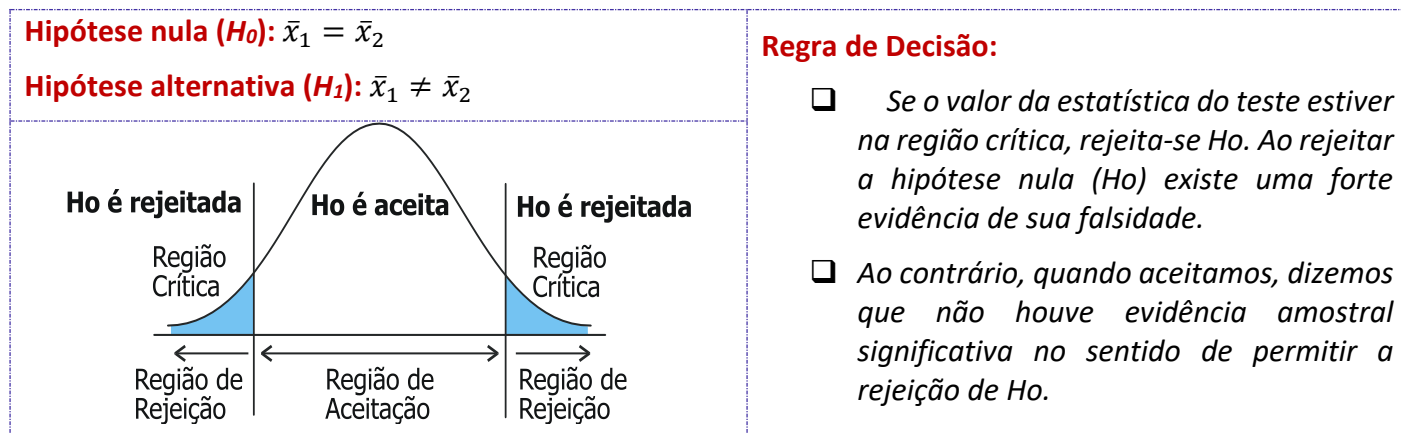 Hipótese nula (H0): x̄1 = x̄2
Hipótese alternativa (H1): x̄1 ≠ x̄2
Ho é rejeitada
Ho é aceita
Ho é rejeitada
Região
Crítica
Região
Crítica
Região de
Rejeição
Região de
Aceitação
Região de
Rejeição
Regra de Decisão:
❑ Se o valor da estatística do teste estiver
na região crítica, rejeita-se Ho. Ao rejeitar
a hipótese nula (Ho) existe uma forte
evidência de sua falsidade.
❑ Ao contrário, quando aceitamos, dizemos
que não houve evidência amostral
significativa no sentido de permitir a
rejeição de Ho.